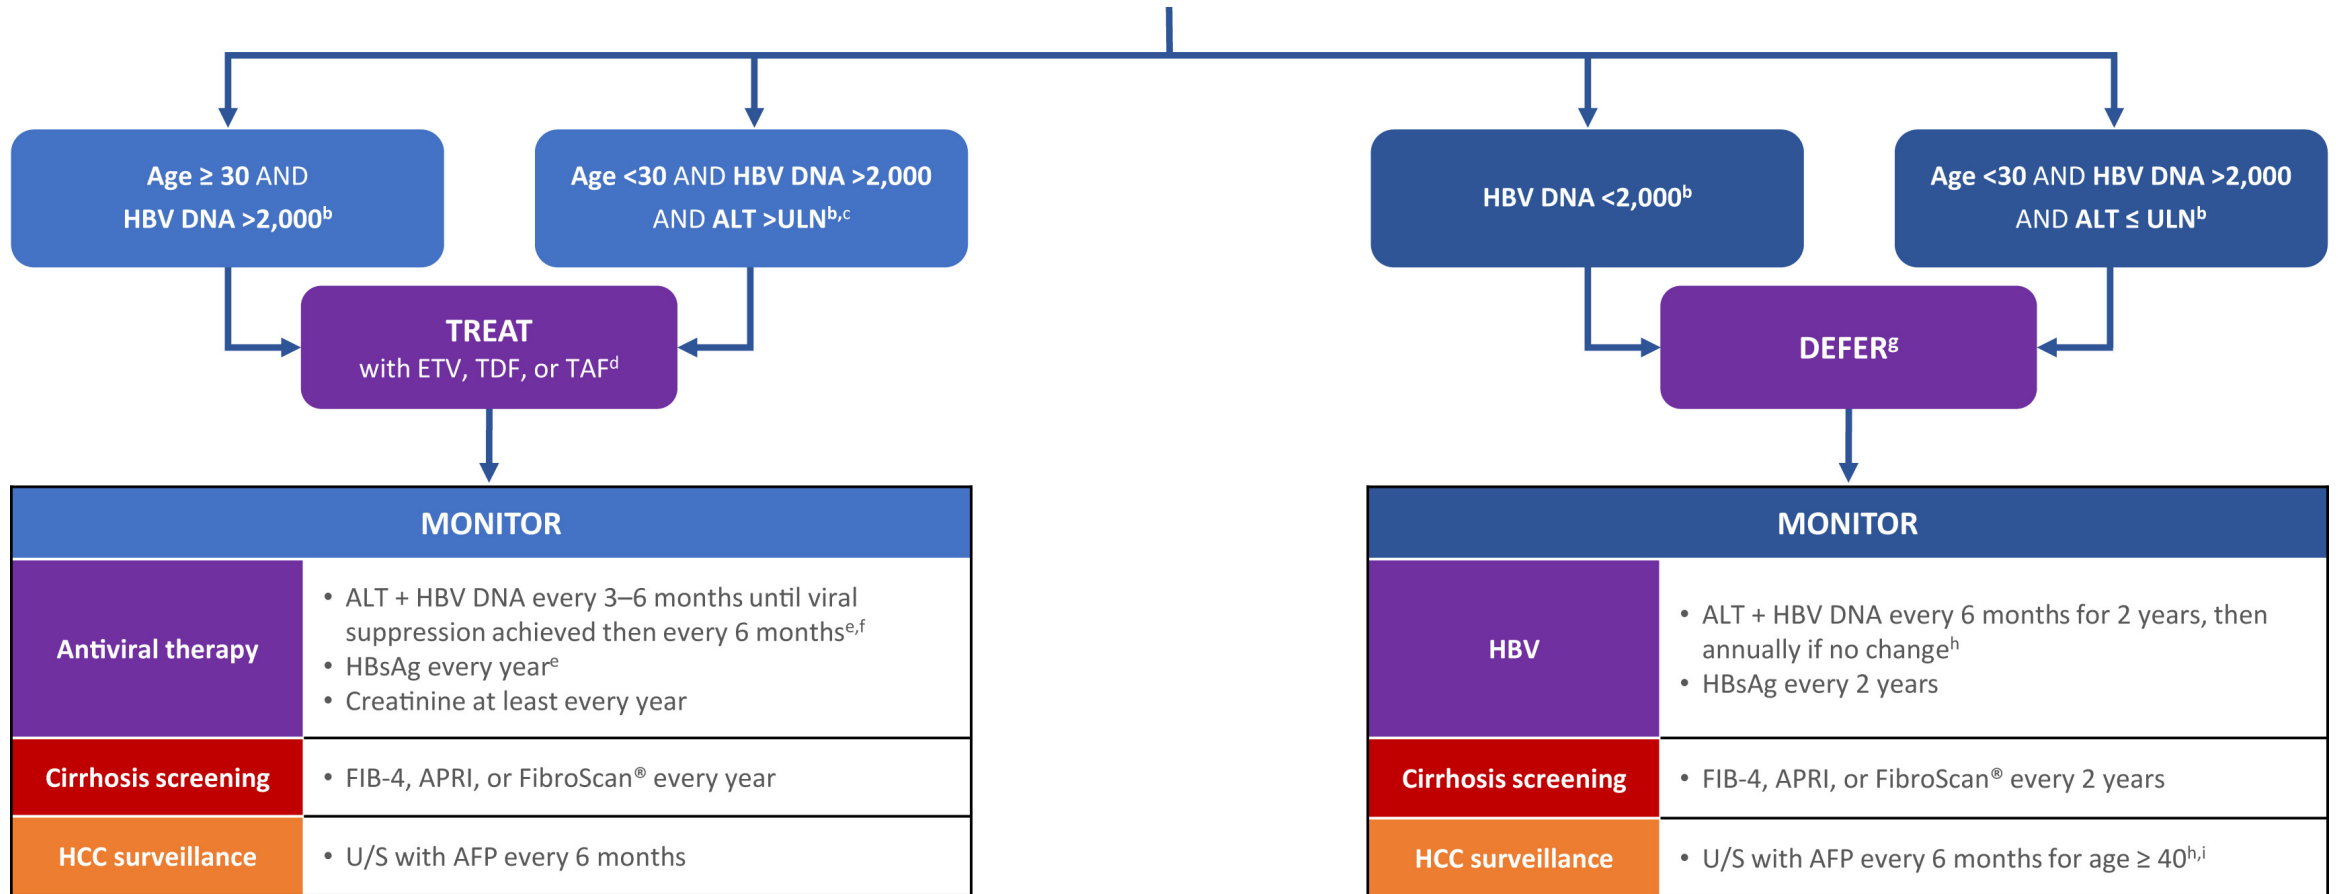 Age ≥ 30 AND
HBV DNA >2,000ᵇ
Age <30 AND HBV DNA >2,000
AND ALT >ULNᵇ,ᶜ
HBV DNA <2,000ᵇ
Age <30 AND HBV DNA >2,000
AND ALT ≤ ULNᵇ
TREAT
with ETV, TDF, or TAFᵈ
DEFERᵍ
MONITOR
Antiviral therapy
• ALT + HBV DNA every 3–6 months until viral
suppression achieved then every 6 monthsᵉ,ᶠ
• HBsAg every yearᵉ
• Creatinine at least every year
Cirrhosis screening
• FIB-4, APRI, or FibroScan® every year
HCC surveillance
• U/S with AFP every 6 months
MONITOR
HBV
• ALT + HBV DNA every 6 months for 2 years, then
annually if no changeʰ
• HBsAg every 2 years
Cirrhosis screening
• FIB-4, APRI, or FibroScan® every 2 years
HCC surveillance
• U/S with AFP every 6 months for age ≥ 40ʰ,ⁱ